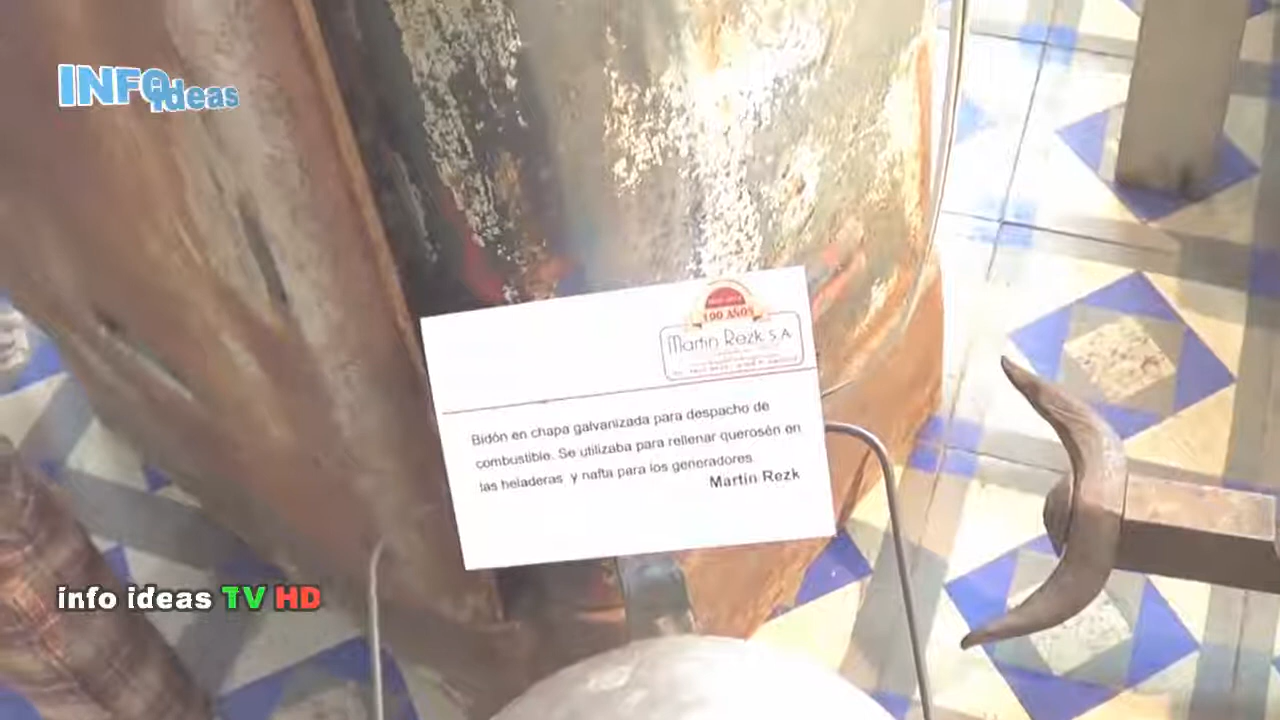 INFO
ideas
100 AÑOS
Martin Rezk S.A.
Bidón en chapa galvanizada para despacho de
combustible. Se utilizaba para rellenar querosén en
las heladeras y nafta para los generadores.
Martin Rezk
info ideas TV HD